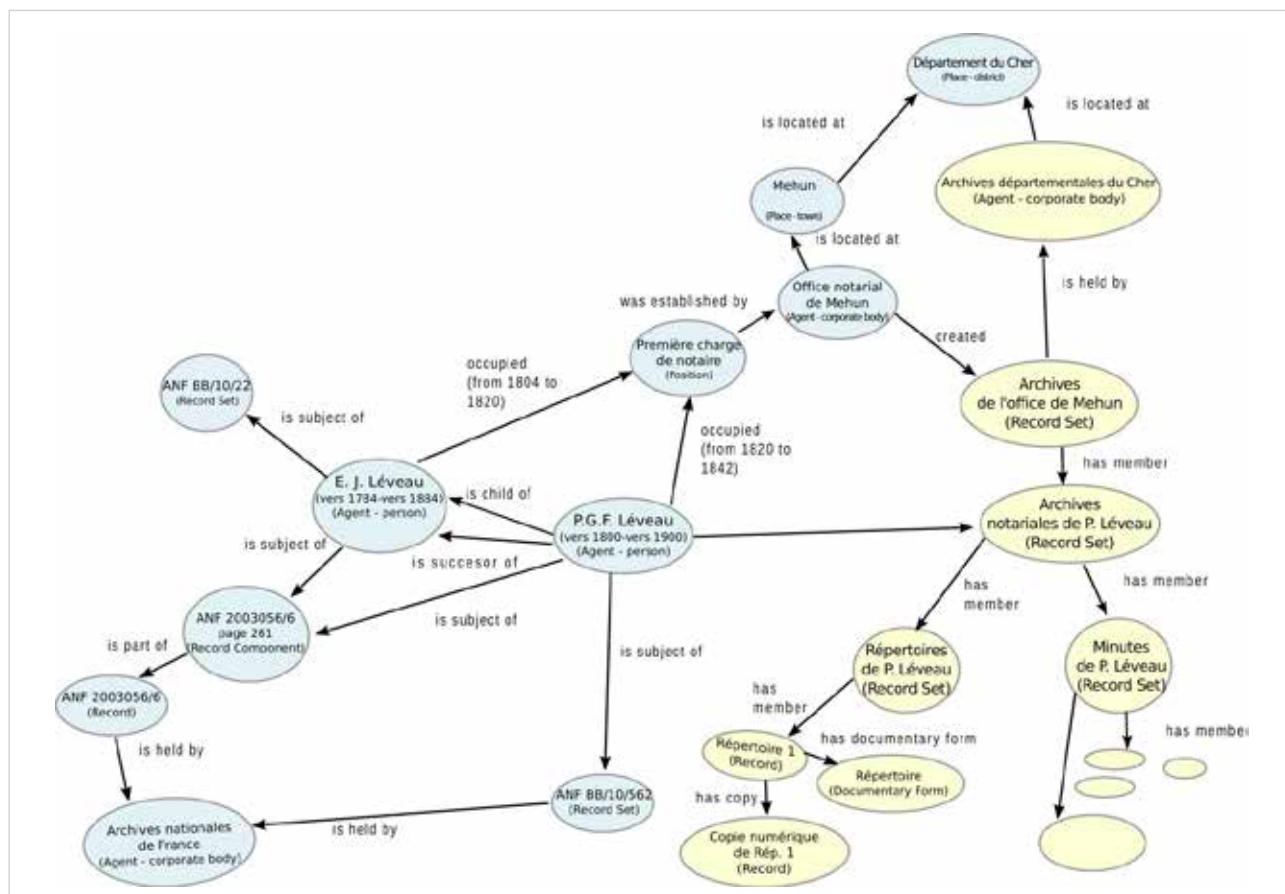 Département du Cher
(Place - district)
is located at
is located at
Mehun
(Place - town)
Archives départementales du Cher
(Agent - corporate body)
is located at
Office notarial
de Mehun
(Agent - corporate body)
is held by
was established by
Première charge
de notaire
(Position)
created
ANF BB/10/22
(Record Set)
occupied
(from 1804 to
1820)
Archives
de l'office de Mehun
(Record Set)
is subject of
occupied
(from 1820 to
1842)
has member
E. J. Léveau
(vers 1784-vers 1884)
(Agent - person)
is child of
P.G.F. Léveau
(vers 1800-vers 1900)
(Agent - person)
Archives
notariales de P. Léveau
(Record Set)
is subject of
is succesor of
has
member
has member
ANF 2003056/6
page 261
(Record Component)
is subject of
is part of
is subject of
Répertoires
de P. Léveau
(Record Set)
Minutes
de P. Léveau
(Record Set)
ANF 2003056/6
(Record)
has
member
is held by
Répertoire 1
(Record)
has documentary form
has member
Répertoire
(Documentary Form)
ANF BB/10/562
(Record Set)
has copy
is held by
Archives nationales
de France
(Agent - corporate body)
Copie numérique
de Rép. 1
(Record)